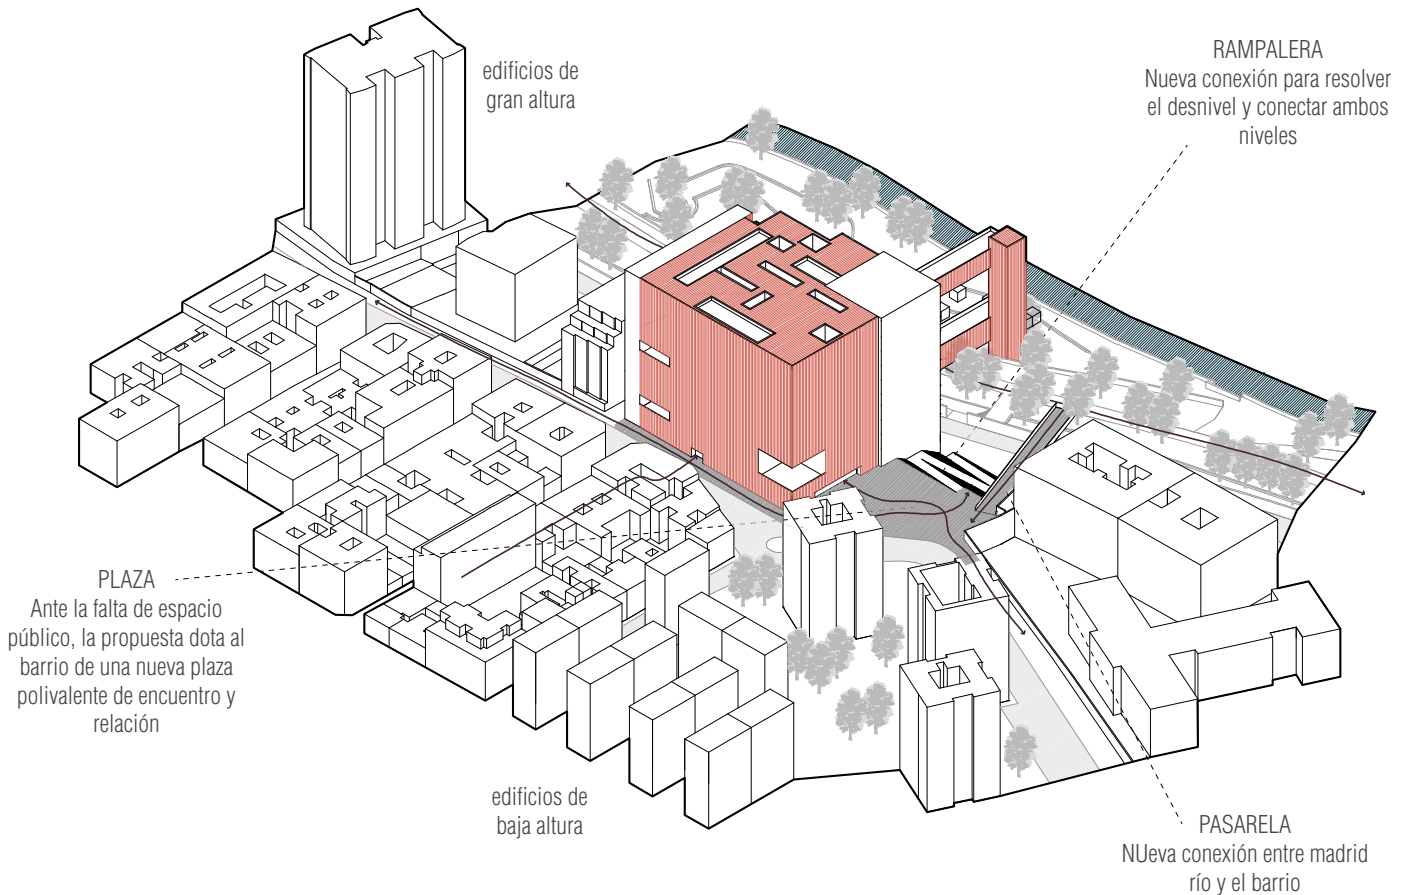 edificios de
gran altura
RAMPALERA
Nueva conexión para resolver
el desnivel y conectar ambos
niveles
PLAZA
Ante la falta de espacio
público, la propuesta dota al
barrio de una nueva plaza
polivalente de encuentro y
relación
edificios de
baja altura
PASARELA
NUeva conexión entre madrid
río y el barrio